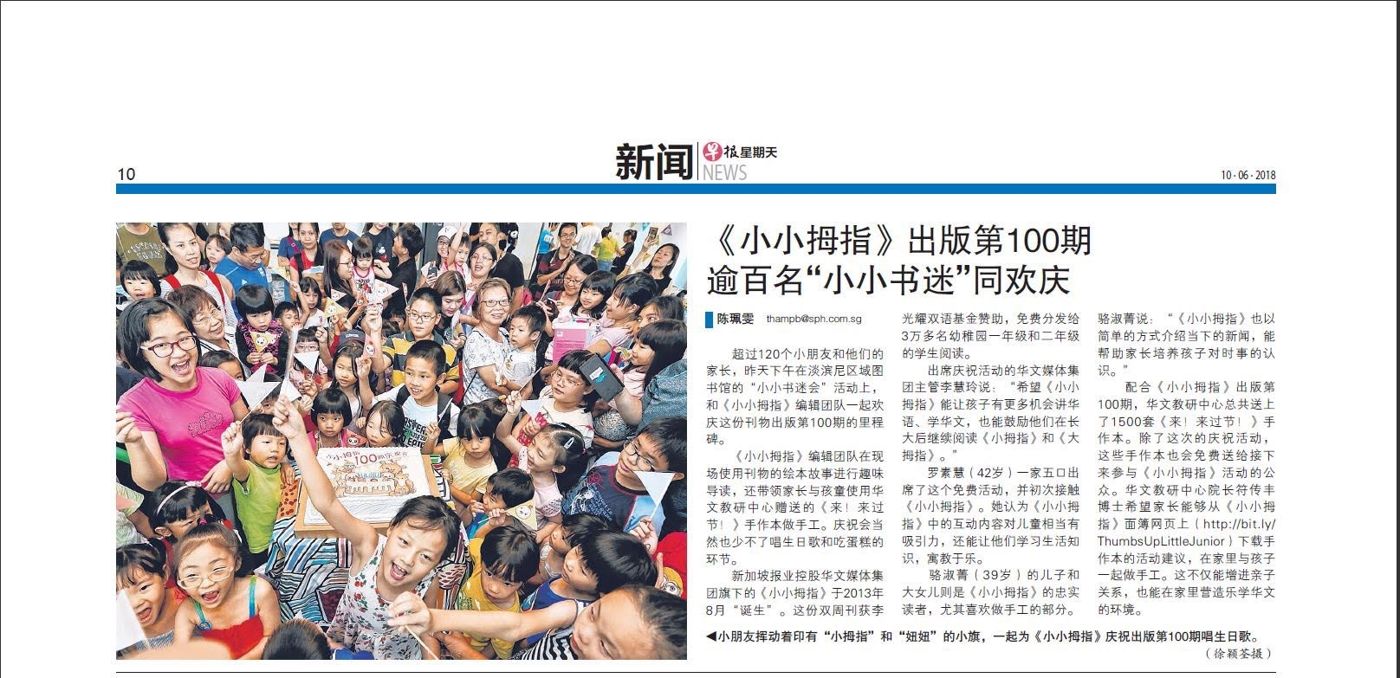 10
新闻
早报星期天
NEWS
10 · 06 · 2018
《小小拇指》出版第100期
逾百名“小小书迷”同欢庆
陈珮雯 thampb@sph.com.sg
超过120个小朋友和他们的
家长，昨天下午在淡滨尼区域图
书馆的“小小书迷会”活动上，
和《小小拇指》编辑团队一起欢
庆这份刊物出版第100期的里程
碑。
《小小拇指》编辑团队在现
场使用刊物的绘本故事进行趣味
导读，还带领家长与孩童使用华
文教研中心赠送的《来！来过
节！》手作本做手工。庆祝会当
然也少不了唱生日歌和吃蛋糕的
环节。
新加坡报业控股华文媒体集
团旗下的《小小拇指》于2013年
8月“诞生”。这份双周刊获李
光耀双语基金赞助，免费分发给
3万多名幼稚园一年级和二年级
的学生阅读。
出席庆祝活动的华文媒体集
团主管李慧玲说：“希望《小小
拇指》能让孩子有更多机会讲华
语、学华文，也能鼓励他们在长
大后继续阅读《小拇指》和《大
拇指》。”
罗素慧（42岁）一家五口出
席了这个免费活动，并初次接触
《小小拇指》。她认为《小小拇
指》中的互动内容对儿童相当有
吸引力，还能让他们学习生活知
识，寓教于乐。
骆淑菁（39岁）的儿子和
大女儿则是《小小拇指》的忠实
读者，尤其喜欢做手工的部分。
骆淑菁说：“《小小拇指》也以
简单的方式介绍当下的新闻，能
帮助家长培养孩子对时事的认
识。”
配合《小小拇指》出版第
100期，华文教研中心总共送上
了1500套《来！来过节！》手
作本。除了这次的庆祝活动，
这些手作本也会免费送给接下
来参与《小小拇指》活动的公
众。华文教研中心院长符传丰
博士希望家长能够从《小小拇
指》面簿网页上（http://bit.ly/
ThumbsUpLittleJunior）下载手
作本的活动建议，在家里与孩子
一起做手工。这不仅能增进亲子
关系，也能在家里营造乐学华文
的环境。
◀小朋友挥动着印有“小拇指”和“妞妞”的小旗，一起为《小小拇指》庆祝出版第100期唱生日歌。
（徐颖荃摄）